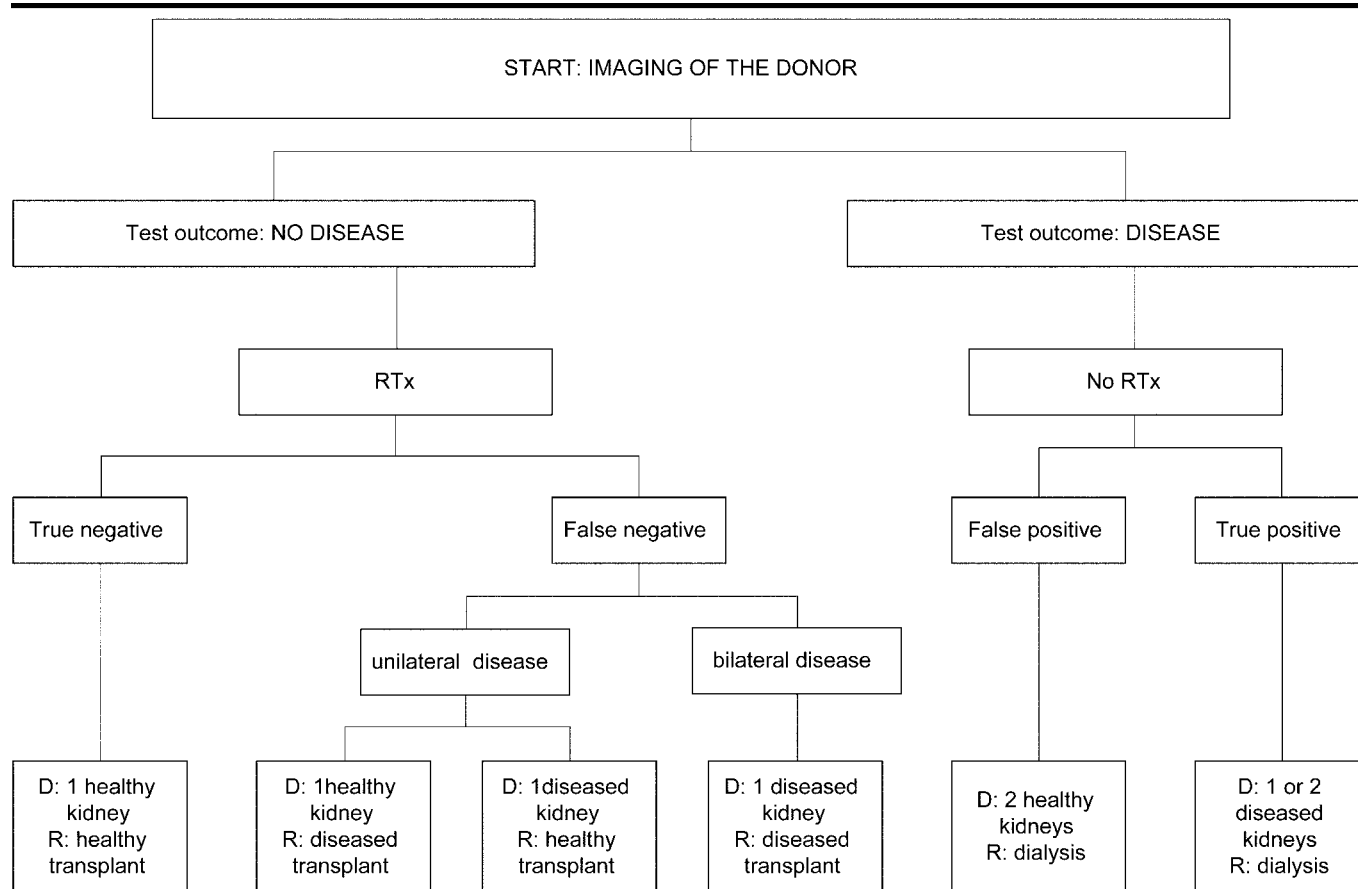 START: IMAGING OF THE DONOR
Test outcome: NO DISEASE
Test outcome: DISEASE
RTx
No RTx
True negative
False negative
False positive
True positive
unilateral disease
bilateral disease
D: 1 healthy
kidney
R: healthy
transplant
D: 1healthy
kidney
R: diseased
transplant
D: 1diseased
kidney
R: healthy
transplant
D: 1 diseased
kidney
R: diseased
transplant
D: 2 healthy
kidneys
R: dialysis
D: 1 or 2
diseased
kidneys
R: dialysis